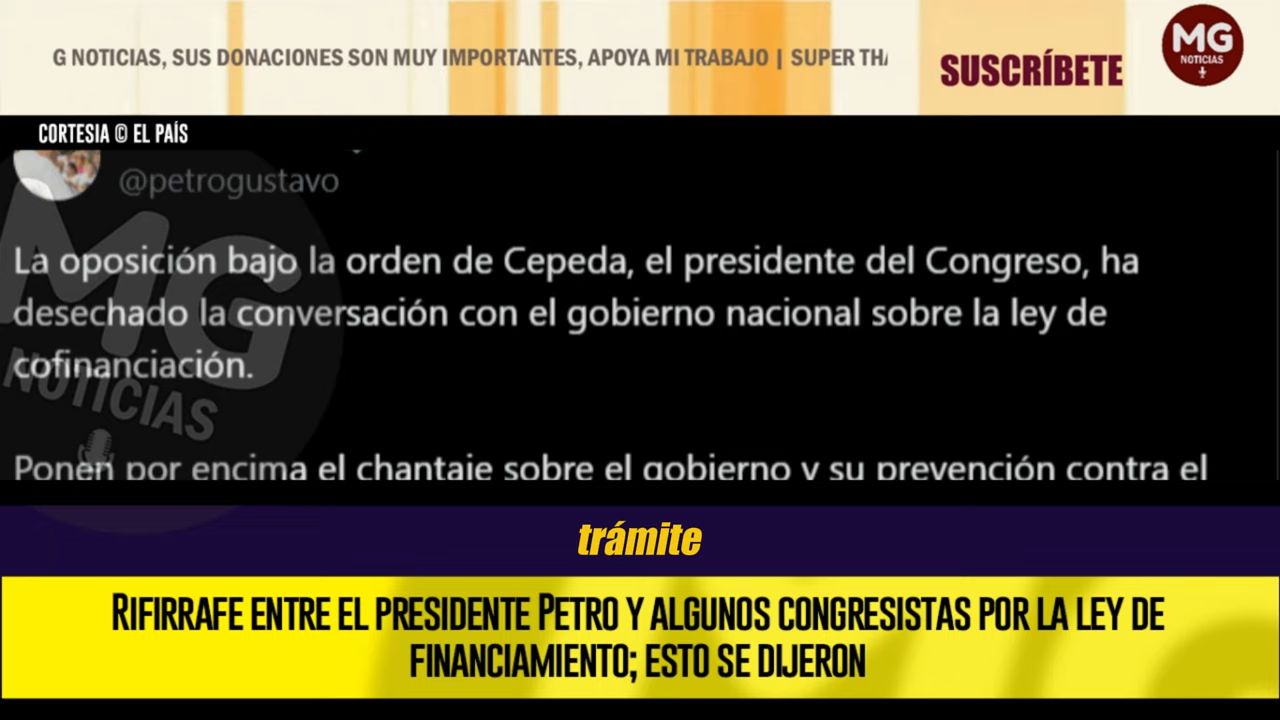 G NOTICIAS, SUS DONACIONES SON MUY IMPORTANTES, APOYA MI TRABAJO | SUPER
SUSCRÍBETE
MG
NOTICIAS
CORTESIA © EL PAÍS
@petrogustavo
La oposición bajo la orden de Cepeda, el presidente del Congreso, ha
desechado la conversación con el gobierno nacional sobre la ley de
cofinanciación.
Ponen por encima el chantaje sobre el gobierno y su prevención contra el
MG
NOTICIAS
trámite
RIFIRRAFE ENTRE EL PRESIDENTE PETRO Y ALGUNOS CONGRESISTAS POR LA LEY DE
FINANCIAMIENTO; ESTO SE DIJERON